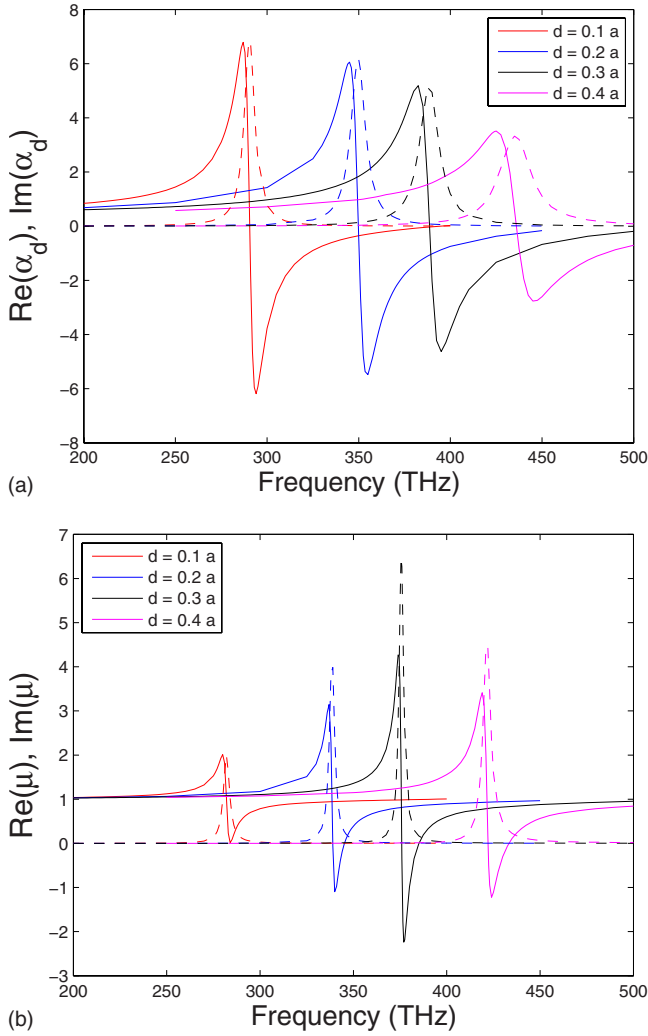 8
6
4
2
0
-2
-4
-6
-8
Re(α_d), Im(α_d)
d = 0.1 a
d = 0.2 a
d = 0.3 a
d = 0.4 a
200 250 300 350 400 450 500
Frequency (THz)
(a)
7
6
5
4
3
2
1
0
-1
-2
-3
Re(μ), Im(μ)
d = 0.1 a
d = 0.2 a
d = 0.3 a
d = 0.4 a
200 250 300 350 400 450 500
Frequency (THz)
(b)